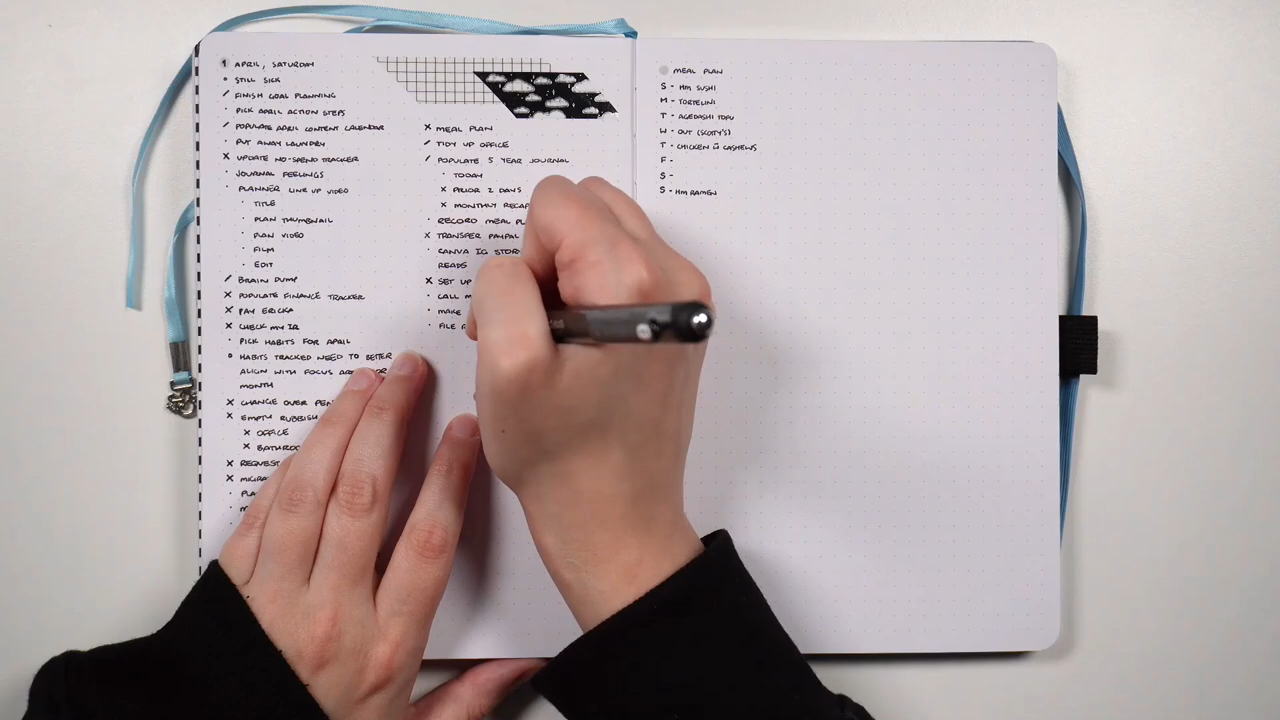 1 APRIL, SATURDAY
STILL SICK
FINISH GOAL PLANNING
PICK APRIL ACTION STEPS
POPULATE APRIL CONTENT CALENDAR
PUT AWAY LAUNDRY
X UPDATE NO-SPEND TRACKER
JOURNAL FEELINGS
PLANNER LINE UP VIDEO
TITLE
PLAN THUMBNAIL
PLAN VIDEO
FILM
EDIT
BRAIN DUMP
X POPULATE FINANCE TRACKER
X PAY ERICKA
X CHECK MY IR
PICK HABITS FOR APRIL
HABITS TRACKED NEED TO BETTER
ALIGN WITH FOCUS
MONTH
X CHANGE OVER
X EMPTY RUBBISH
X OFFICE
X
X REQUEST
X
X MEAL PLAN
TIDY UP OFFICE
POPULATE 5 YEAR JOURNAL
TODAY
X PRIOR 2 DAYS
X MONTHLY
RECORD MEAL
X TRANSFER PAYPAL
CANVA IG
READS
X SET UP
CALL
MAKE
FILE
MEAL PLAN
S - HM SUSHI
M - TORTELINI
T - AGEDASHI TOFU
W - OUT (SCOTY'S)
T - CHICKEN CASHEWS
F -
S -
S - HM RAMEN